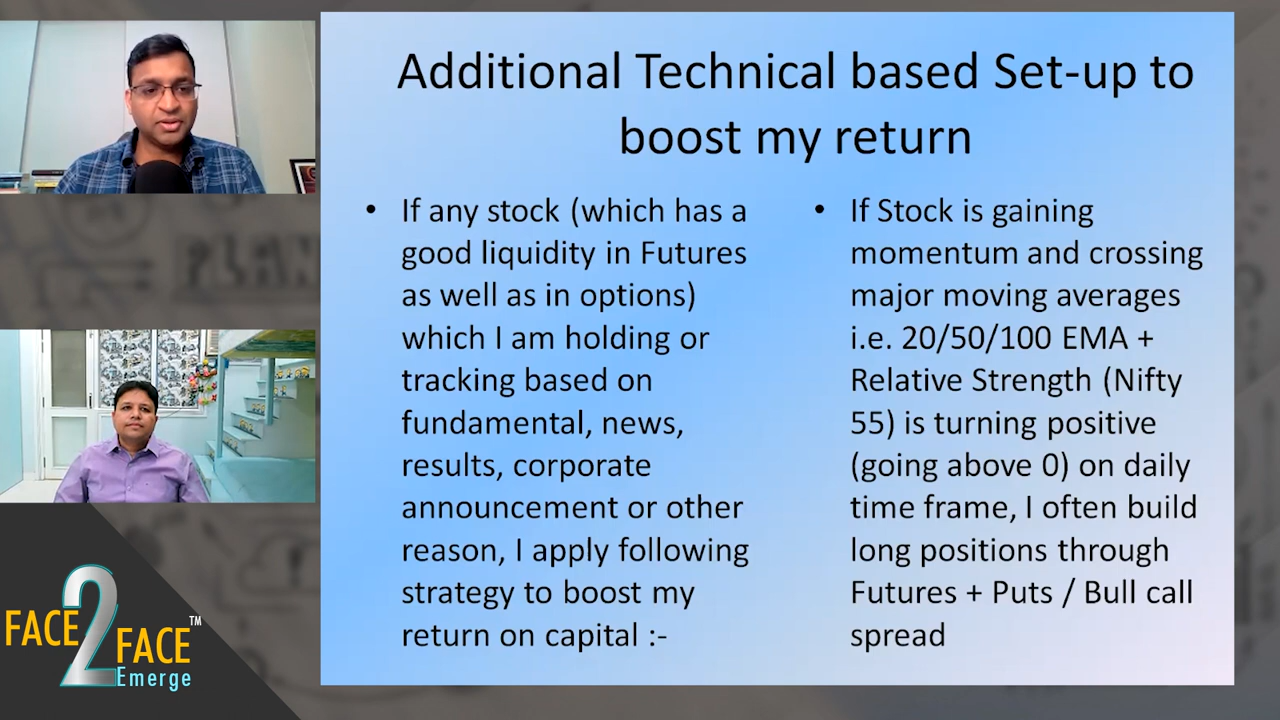 Additional Technical based Set-up to
boost my return
• If any stock (which has a
good liquidity in Futures
as well as in options)
which I am holding or
tracking based on
fundamental, news,
results, corporate
announcement or other
reason, I apply following
strategy to boost my
return on capital :-
• If Stock is gaining
momentum and crossing
major moving averages
i.e. 20/50/100 EMA +
Relative Strength (Nifty
55) is turning positive
(going above 0) on daily
time frame, I often build
long positions through
Futures + Puts / Bull call
spread
PLAN
FACE2FACE™
Emerge